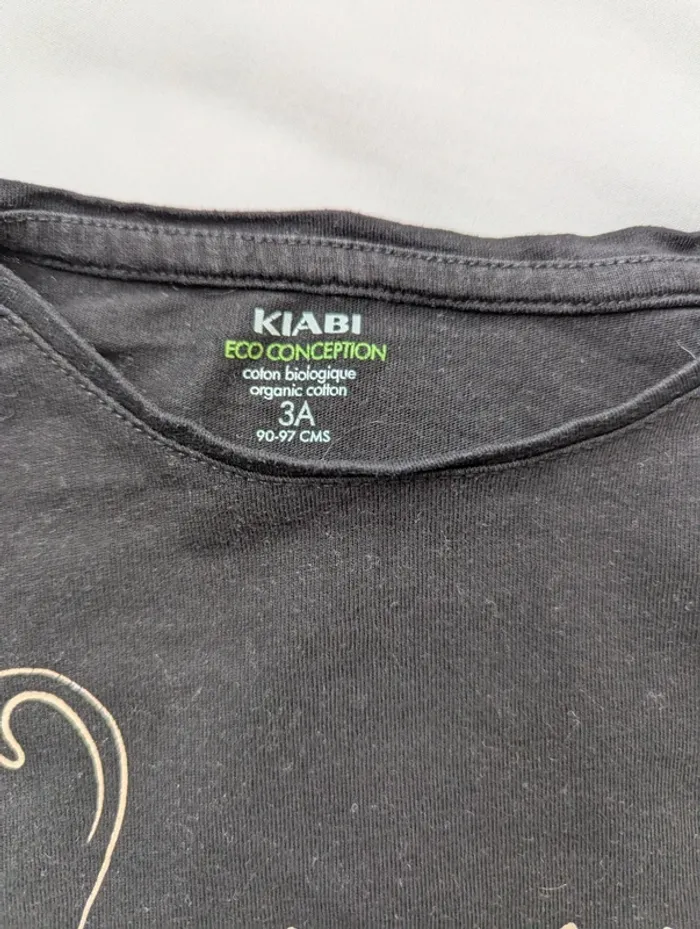 KIABI
ECO CONCEPTION
coton biologique
organic cotton
3A
90-97 CMS